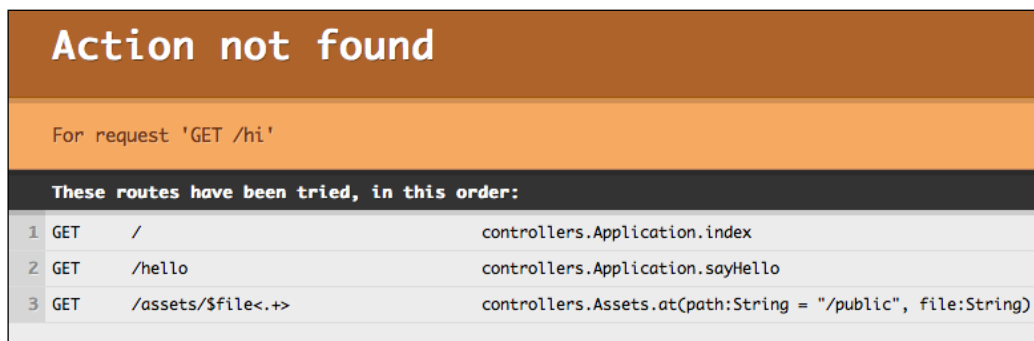 Action not found
For request 'GET /hi'
These routes have been tried, in this order:
1 GET / controllers.Application.index
2 GET /hello controllers.Application.sayHello
3 GET /assets/$file<.+> controllers.Assets.at(path:String = "/public", file:String)